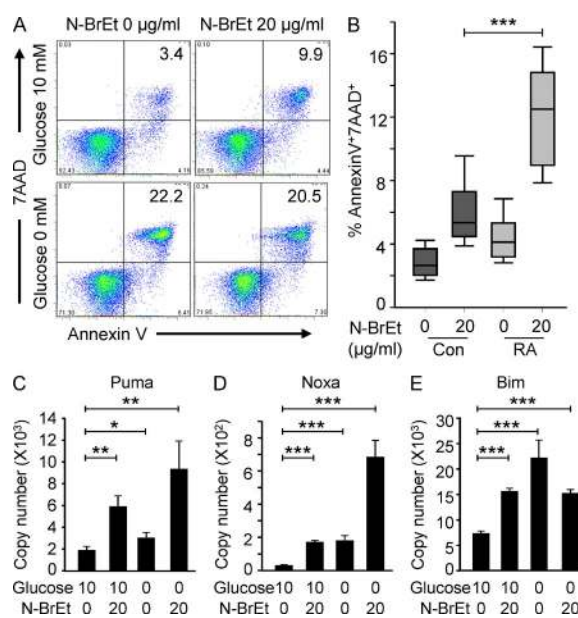 A
N-BrEt 0 µg/ml N-BrEt 20 µg/ml
Glucose 10 mM
3.4
9.9
4.44
7AAD
Glucose 0 mM
22.2
20.5
Annexin V
B
***
% AnnexinV+7AAD+
16
12
8
4
0
N-BrEt 0 20 0 20
(µg/ml) Con RA
C Puma
**
*
**
Copy number (X10³)
12
10
8
6
4
2
0
Glucose 10 10 0 0
N-BrEt 0 20 0 20
D Noxa
***
***
***
Copy number (X10²)
10
8
6
4
2
0
Glucose 10 10 0 0
N-BrEt 0 20 0 20
E Bim
***
***
***
Copy number (X10³)
30
25
20
15
10
5
0
Glucose 10 10 0 0
N-BrEt 0 20 0 20